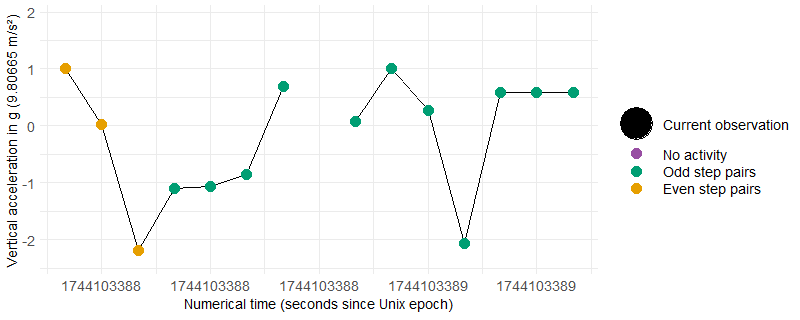 Vertical acceleration in g (9.80665 m/s²)
2
1
0
-1
-2
1744103388
1744103388
1744103388
1744103389
1744103389
Numerical time (seconds since Unix epoch)
Current observation
No activity
Odd step pairs
Even step pairs